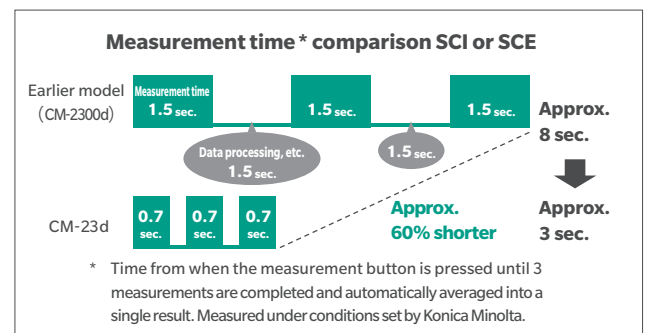 Measurement time * comparison SCI or SCE
Earlier model
（CM-2300d）
Measurement time
1.5 sec.
1.5 sec.
1.5 sec.
Data processing, etc.
1.5 sec.
1.5 sec.
Approx.
8 sec.
CM-23d
0.7
sec.
0.7
sec.
0.7
sec.
Approx.
60% shorter
Approx.
3 sec.
* Time from when the measurement button is pressed until 3
measurements are completed and automatically averaged into a
single result. Measured under conditions set by Konica Minolta.